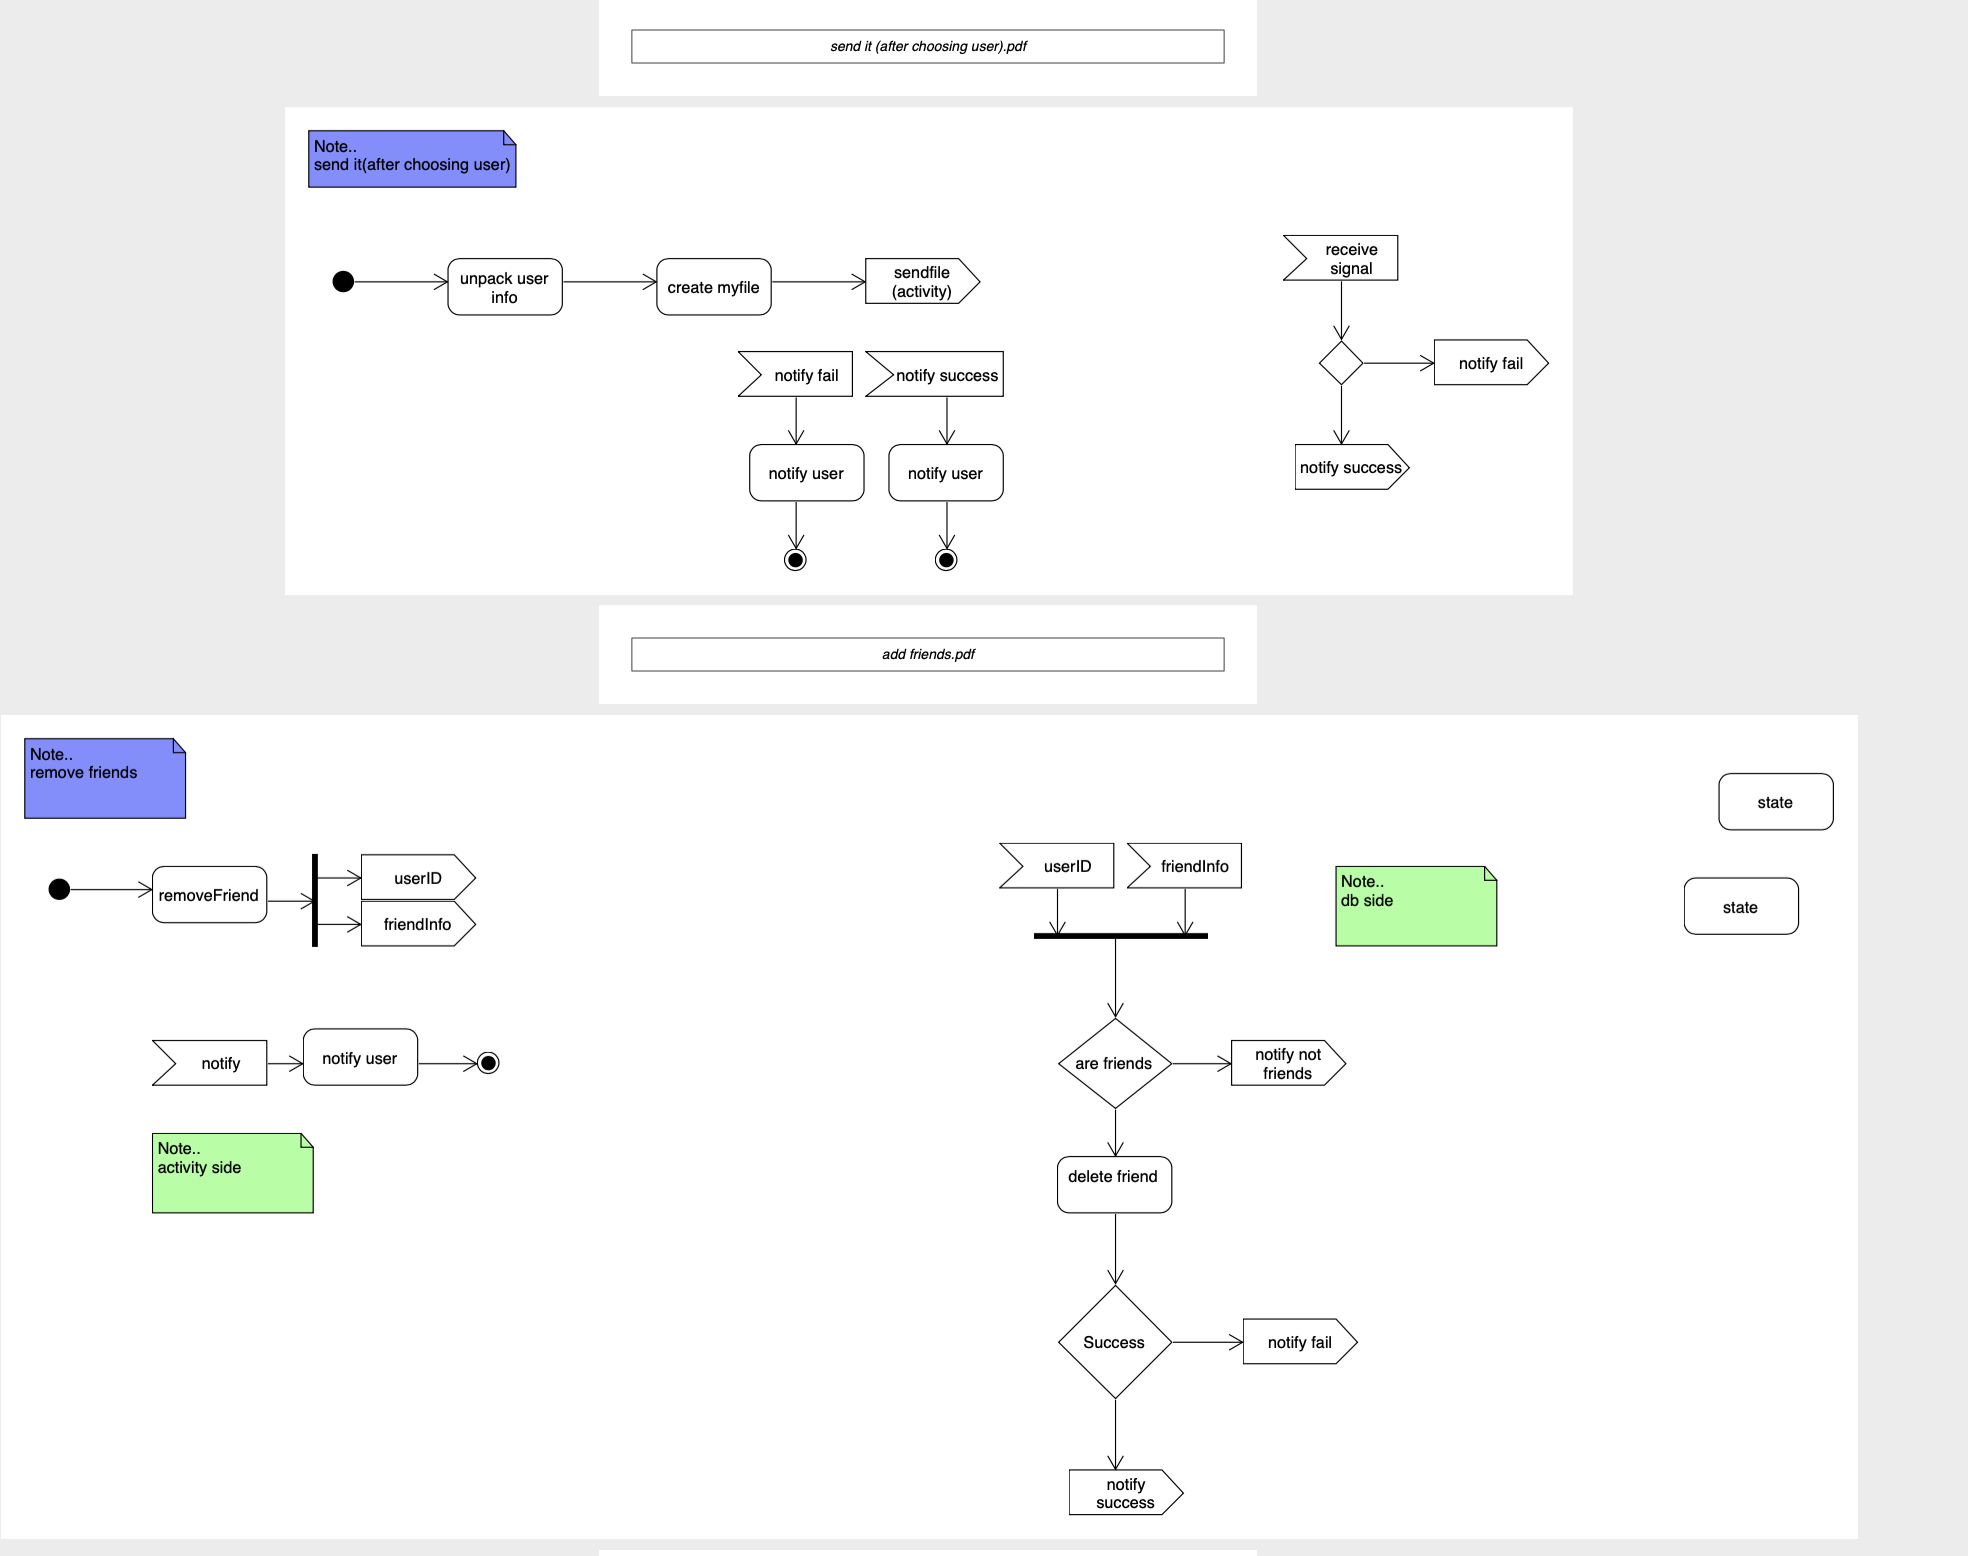 send it (after choosing user).pdf
Note..
send it(after choosing user)
unpack user
info
create myfile
sendfile
(activity)
receive
signal
notify fail
notify success
notify fail
notify user
notify user
notify success
add friends.pdf
Note..
remove friends
state
removeFriend
userID
friendInfo
userID
friendInfo
Note..
db side
state
notify
notify user
are friends
notify not
friends
Note..
activity side
delete friend
Success
notify fail
notify
success